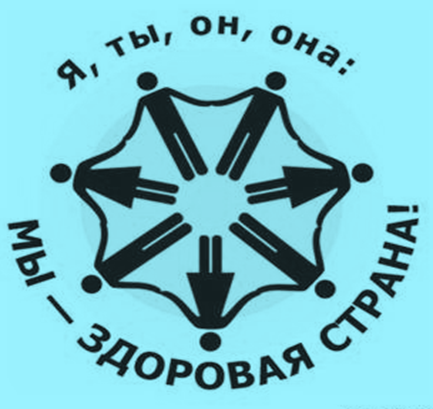 Я, ты, он, она:
МЫ – ЗДОРОВАЯ СТРАНА!